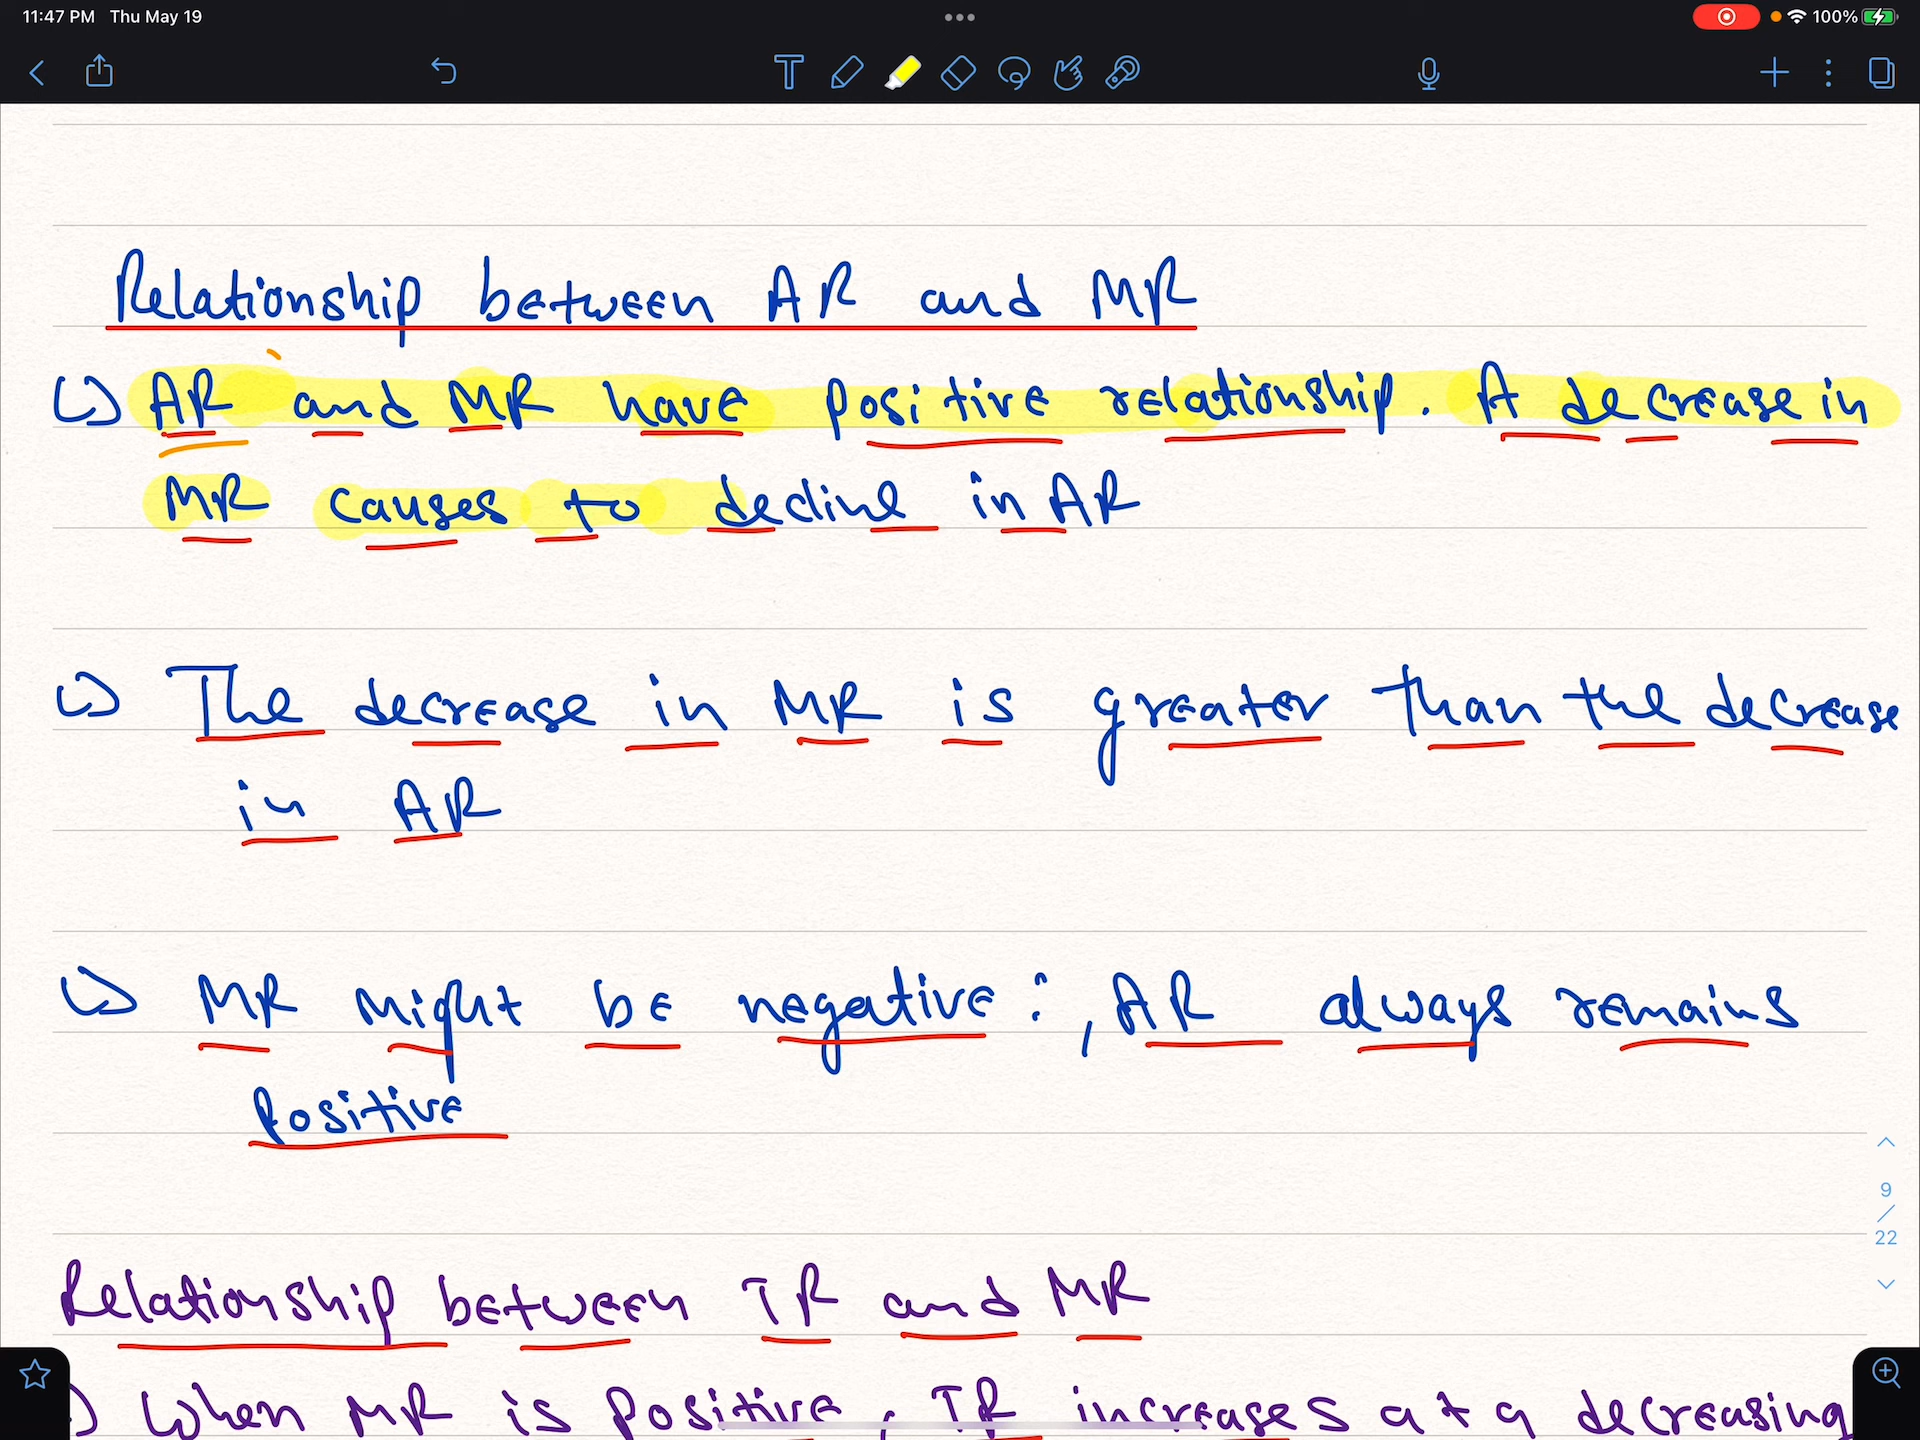 11:47 PM Thu May 19
100%
Relationship between AR and MR
AR and MR have positive relationship. A decrease in
MR causes to decline in AR
The decrease in MR is greater than the decrease
in AR
MR might be negative :, AR always remains
positive
9
/
22
Relationship between TR and MR
) When MR is positive, TR increases at a decreasing